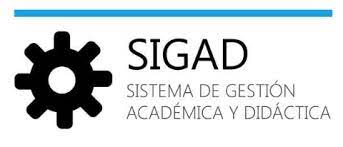 SIGAD
SISTEMA DE GESTIÓN
ACADÉMICA Y DIDÁCTICA